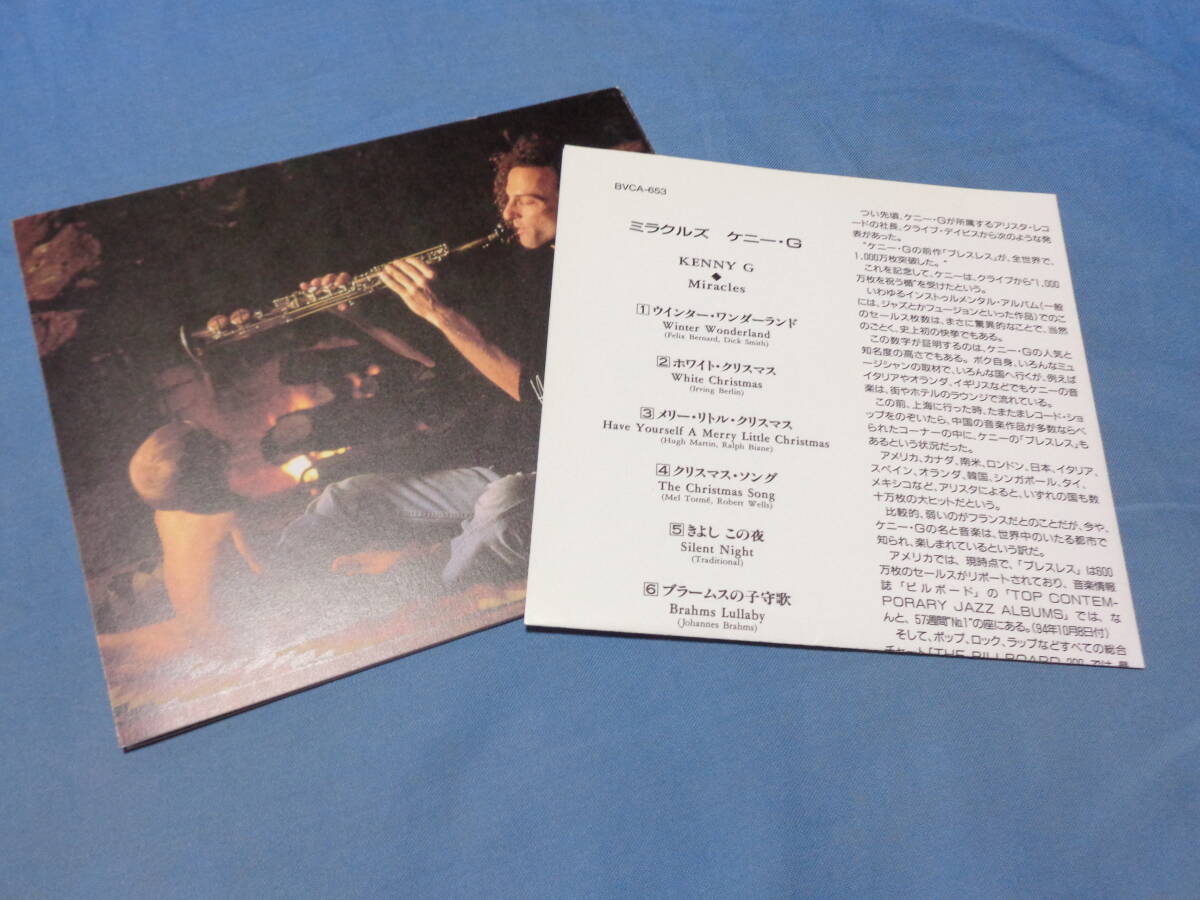 BVCA-653
ミラクルズ ケニー・G
KENNY G
◆
Miracles
1 ウインター・ワンダーランド
Winter Wonderland
(Felix Bernard, Dick Smith)
2 ホワイト・クリスマス
White Christmas
(Irving Berlin)
3 メリー・リトル・クリスマス
Have Yourself A Merry Little Christmas
(Hugh Martin, Ralph Blane)
4 クリスマス・ソング
The Christmas Song
(Mel Tormé, Robert Wells)
5 きよし この夜
Silent Night
(Traditional)
6 ブラームスの子守歌
Brahms Lullaby
(Johannes Brahms)
つい先頃、ケニー・Gが所属するアリスタ・レコ
ードの社長、クライブ・デイビスから次のような発
表があった。
“ケニー・Gの前作「ブレスレス」が、全世界で、
1,000万枚突破した。”
これを記念して、ケニーは、クライブから“1,000
万枚を祝う楯”を受けたという。
いわゆるインストゥルメンタル・アルバム(一般
には、ジャズとかフュージョンといった作品)でのこ
のセールス枚数は、まさに驚異的なことで、当然
のごとく、史上初の快挙でもある。
この数字が証明するのは、ケニー・Gの人気と
知名度の高さでもある。ボク自身、いろんなミュ
ージシャンの取材で、いろんな国へ行くが、例えば
イタリアやオランダ、イギリスなどでもケニーの音
楽は、街やホテルのラウンジで流れている。
この前、上海に行った時、たまたまレコード・ショ
ップをのぞいたら、中国の音楽作品が多数ならべ
られたコーナーの中に、ケニーの「ブレスレス」も
あるという状況だった。
アメリカ、カナダ、南米、ロンドン、日本、イタリア、
スペイン、オランダ、韓国、シンガポール、タイ、
メキシコなど、アリスタによると、いずれの国も数
十万枚の大ヒットだという。
比較的、弱いのがフランスだとのことだが、今や、
ケニー・Gの名と音楽は、世界中のいたる都市で
知られ、楽しまれているという訳だ。
アメリカでは、現時点で、「ブレスレス」は800
万枚のセールスがリポートされており、音楽情報
誌「ビルボード」の「TOP CONTEM-
PORARY JAZZ ALBUMS」では、な
んと、57週間“No.1”の座にある。(94年10月8日付)
そして、ポップ、ロック、ラップなどすべての総合
チャート「THE BILLBOARD 200」では、最